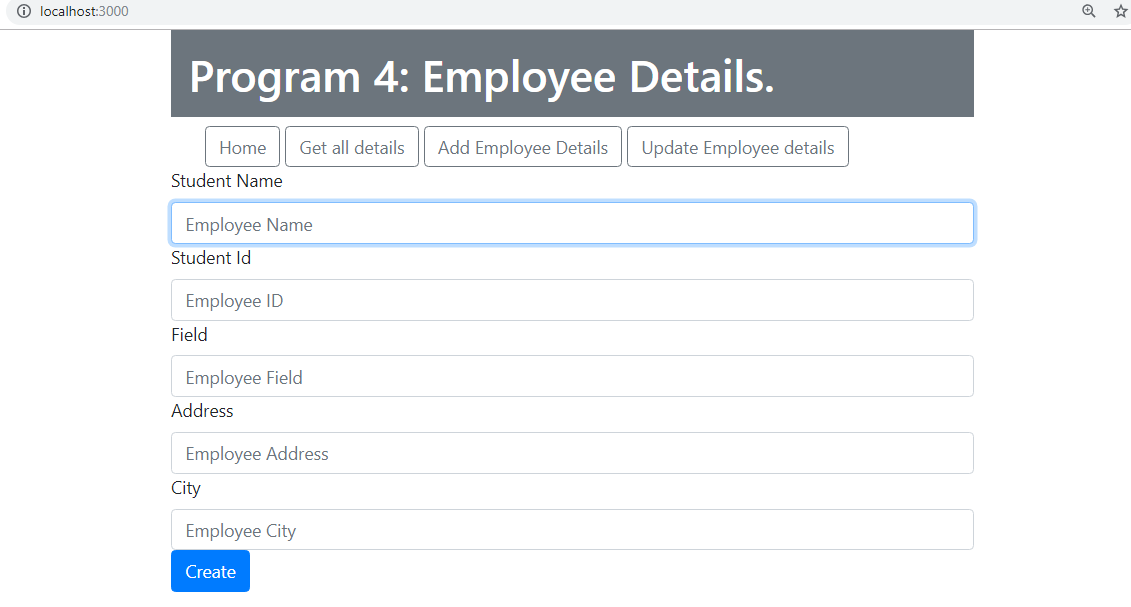 localhost:3000
Program 4: Employee Details.
Home Get all details Add Employee Details Update Employee details
Student Name
Employee Name
Student Id
Employee ID
Field
Employee Field
Address
Employee Address
City
Employee City
Create